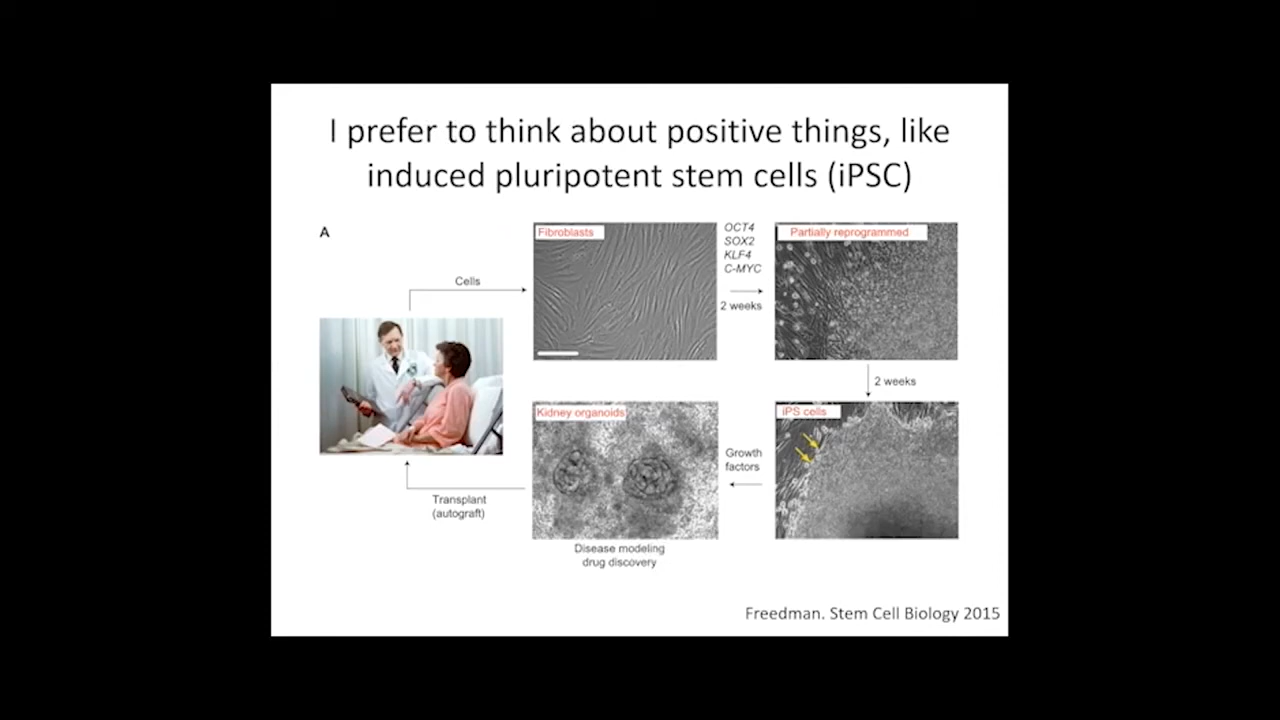 I prefer to think about positive things, like
induced pluripotent stem cells (iPSC)
A
Cells
Fibroblasts
OCT4
SOX2
KLF4
C-MYC
2 weeks
Partially reprogrammed
2 weeks
iPS cells
Growth
factors
Kidney organoids
Disease modeling
drug discovery
Transplant
(autograft)
Freedman. Stem Cell Biology 2015